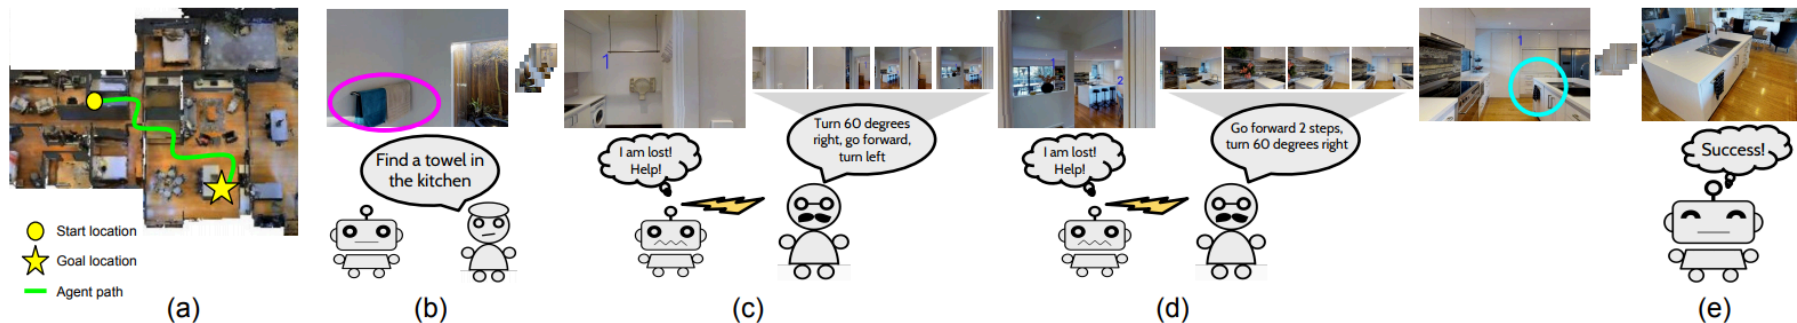 Start location
Goal location
Agent path
(a)
Find a towel in
the kitchen
(b)
1
I am lost!
Help!
Turn 60 degrees
right, go forward,
turn left
(c)
1
2
I am lost!
Help!
Go forward 2 steps,
turn 60 degrees right
(d)
1
Success!
(e)